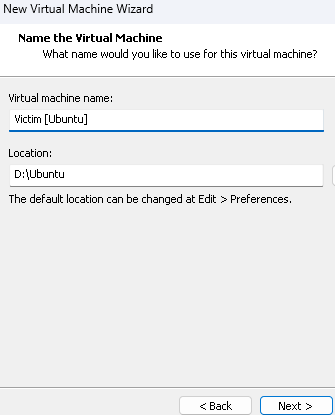 New Virtual Machine Wizard
Name the Virtual Machine
What name would you like to use for this virtual machine?
Virtual machine name:
Victim [Ubuntu]
Location:
D:\Ubuntu
The default location can be changed at Edit > Preferences.
< Back
Next >